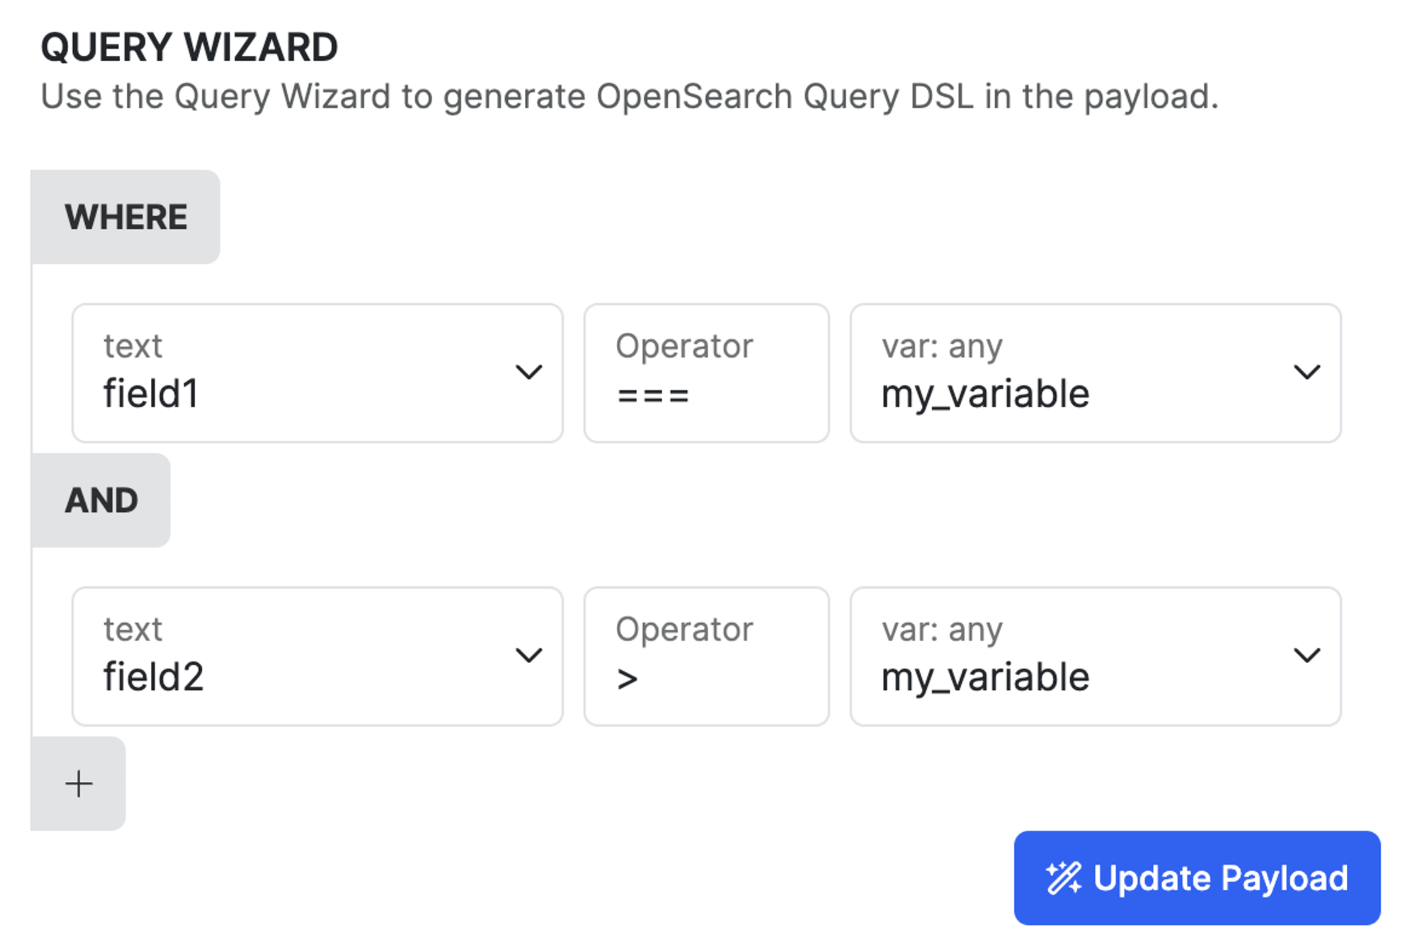 QUERY WIZARD
Use the Query Wizard to generate OpenSearch Query DSL in the payload.
WHERE
text
field1
Operator
===
var: any
my_variable
AND
text
field2
Operator
>
var: any
my_variable
+
Update Payload